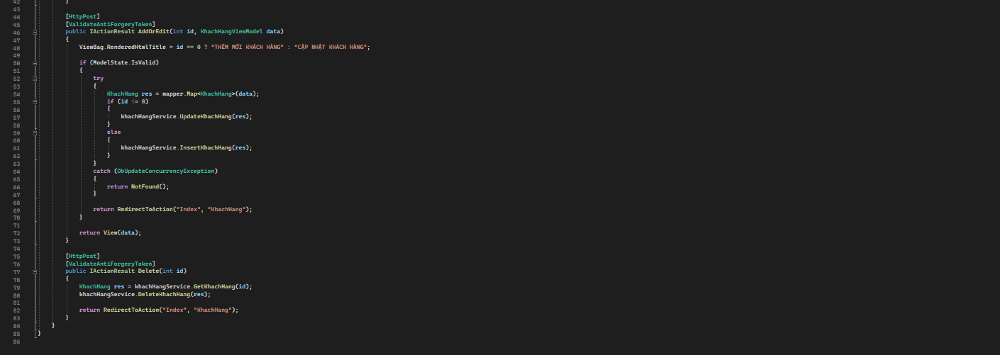 42 }
43
44 [HttpPost]
45 [ValidateAntiForgeryToken]
46 public IActionResult AddOrEdit(int id, KhachHangViewModel data)
47 {
48 ViewBag.RenderedHtmlTitle = id == 0 ? "THÊM MỚI KHÁCH HÀNG" : "CẬP NHẬT KHÁCH HÀNG";
49
50 if (ModelState.IsValid)
51 {
52 try
53 {
54 KhachHang res = mapper.Map<KhachHang>(data);
55 if (id != 0)
56 {
57 khachHangService.UpdateKhachHang(res);
58 }
59 else
60 {
61 khachHangService.InsertKhachHang(res);
62 }
63 }
64 catch (DbUpdateConcurrencyException)
65 {
66 return NotFound();
67 }
68
69 return RedirectToAction("Index", "KhachHang");
70 }
71
72 return View(data);
73 }
74
75 [HttpPost]
76 [ValidateAntiForgeryToken]
77 public IActionResult Delete(int id)
78 {
79 KhachHang res = khachHangService.GetKhachHang(id);
80 khachHangService.DeleteKhachHang(res);
81
82 return RedirectToAction("Index", "KhachHang");
83 }
84 }
85 }
86